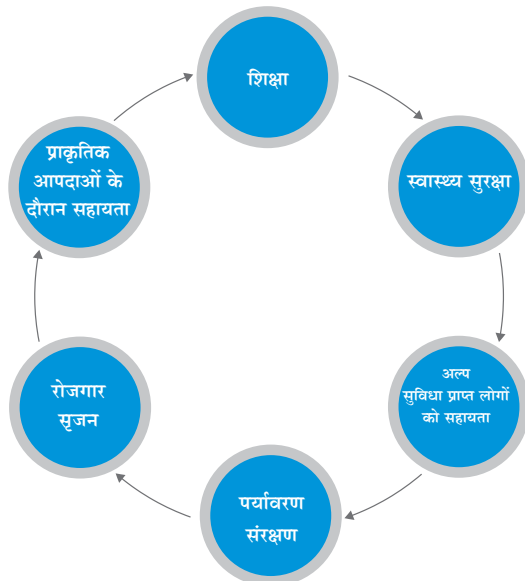 शिक्षा
स्वास्थ्य सुरक्षा
अल्प
सुविधा प्राप्त लोगों
को सहायता
पर्यावरण
संरक्षण
रोजगार
सृजन
प्राकृतिक
आपदाओं के
दौरान सहायता